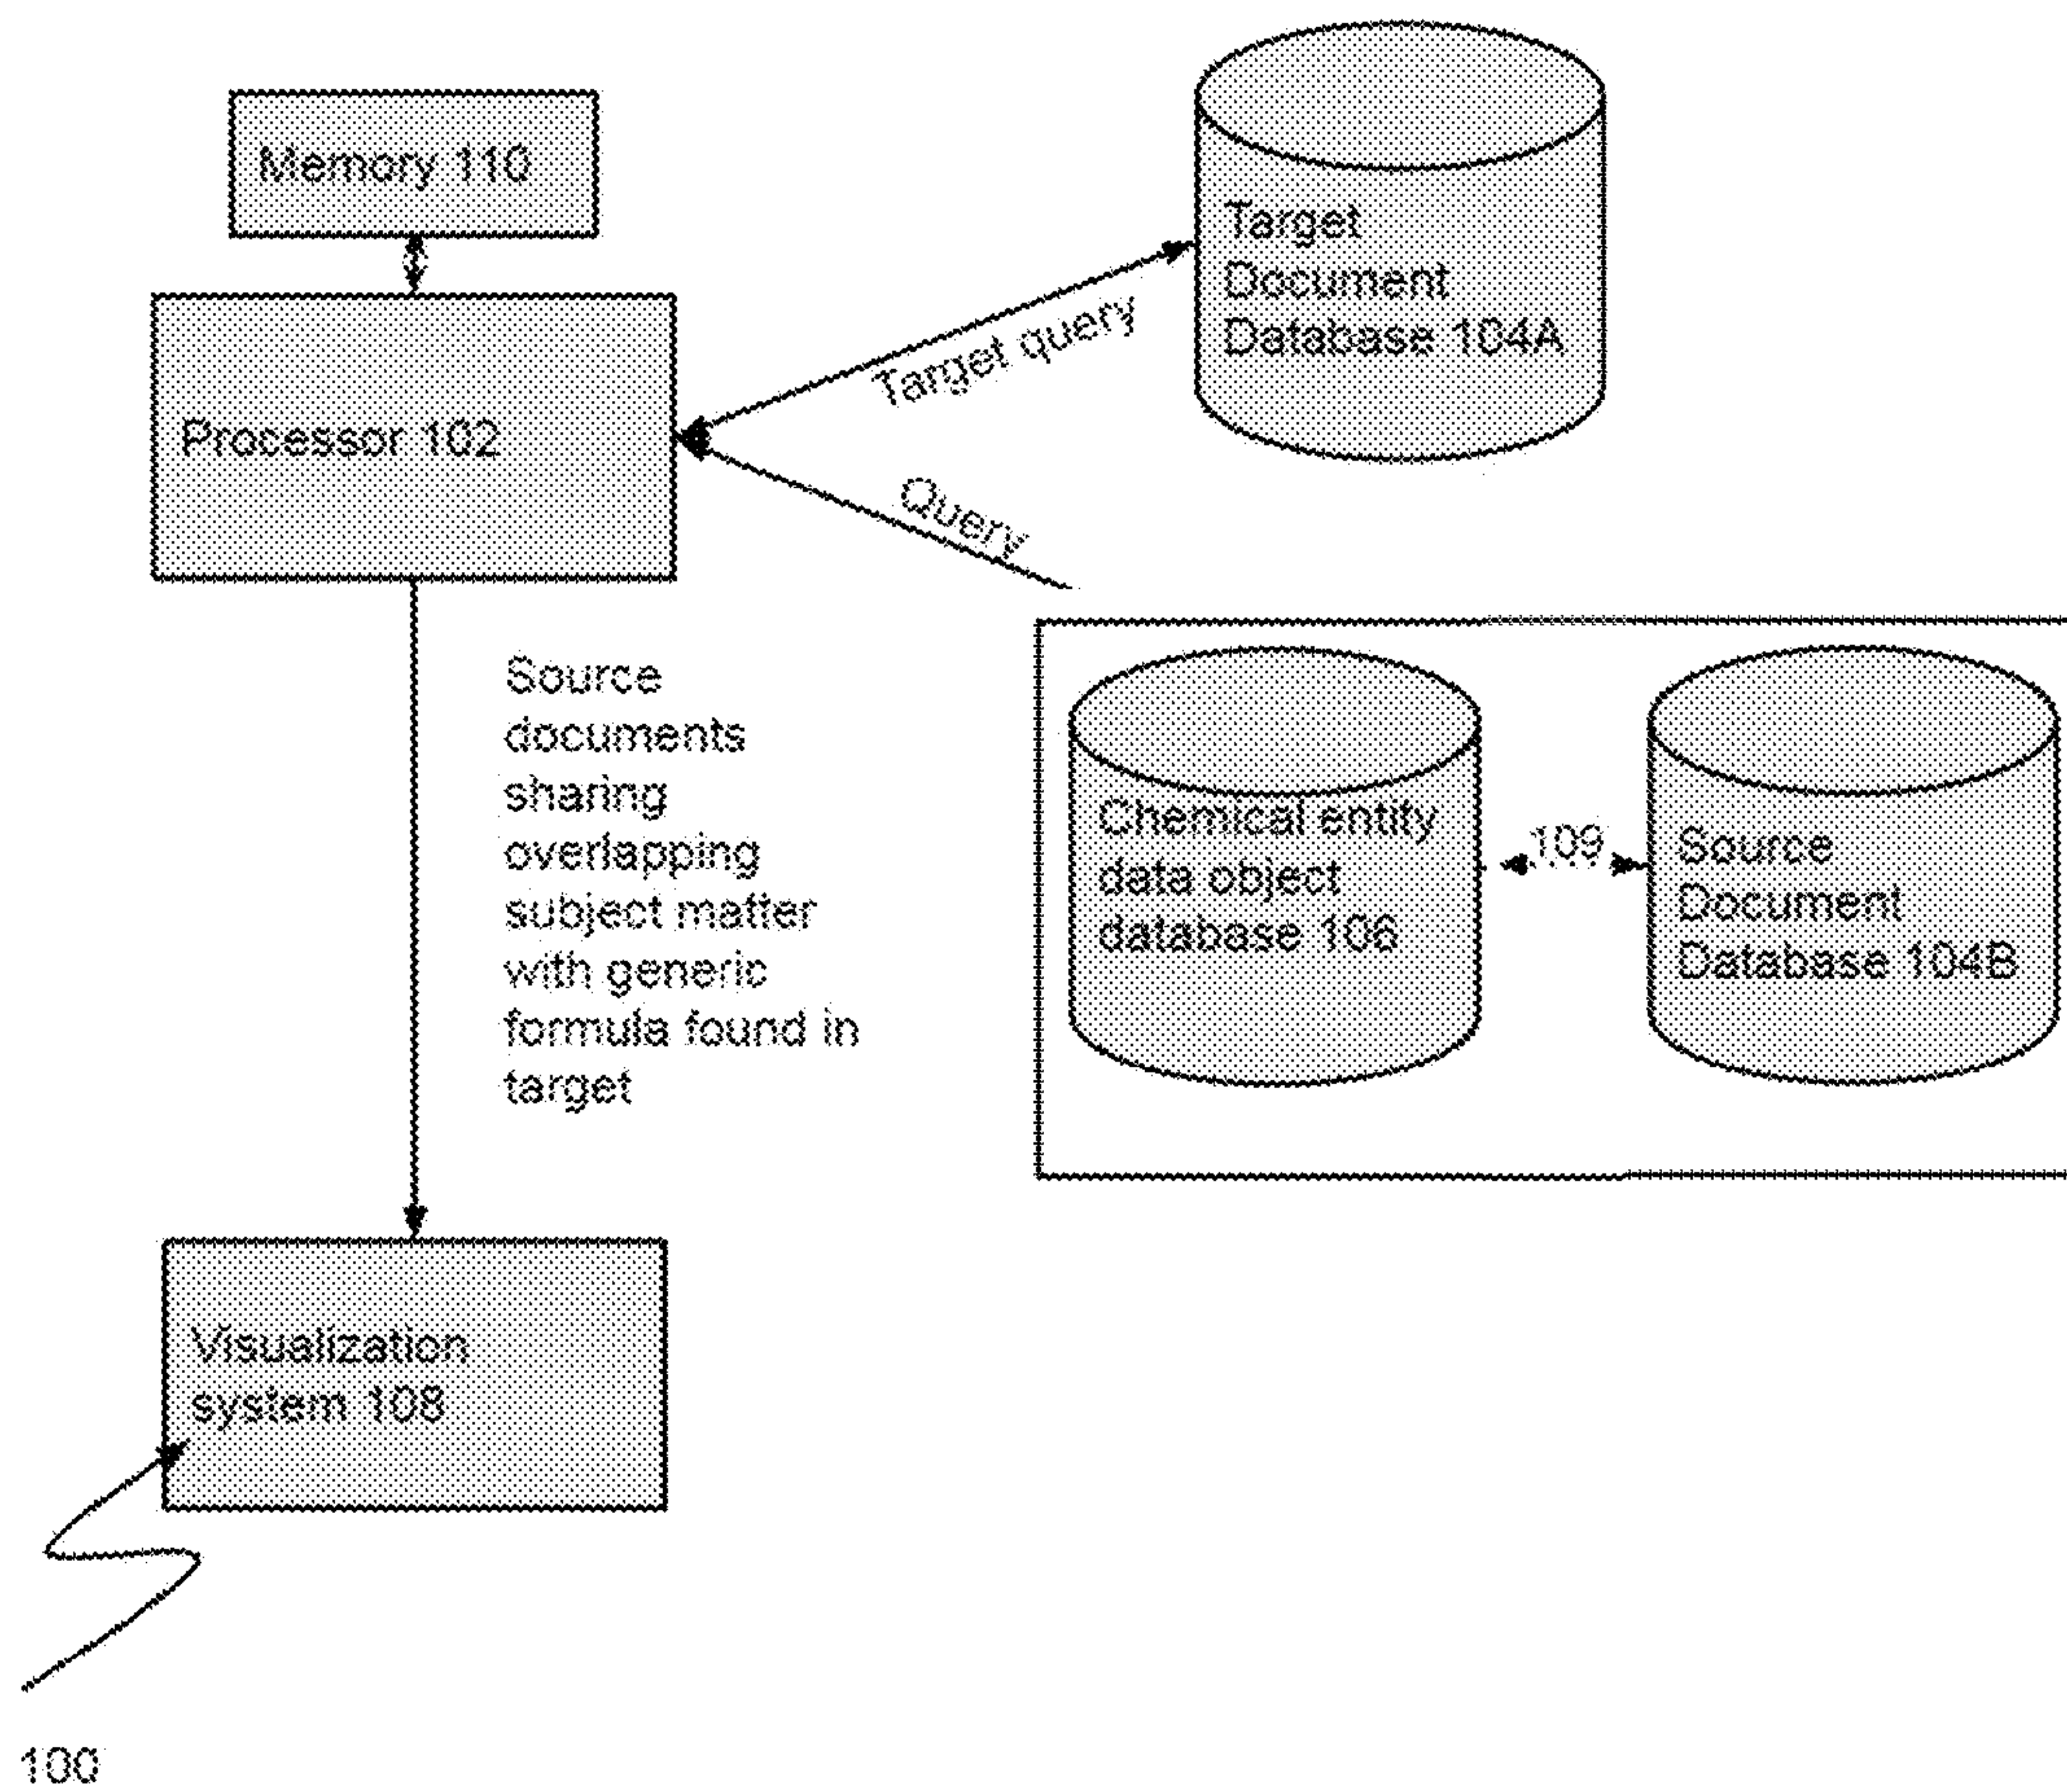 Memory 110
Target
Document
Database 104A
Target query
Processor 102
Query
Source
documents
sharing
overlapping
subject matter
with generic
formula found in
target
Chemical entity
data object
database 106
109
Source
Document
Database 104B
Visualization
system 108
100